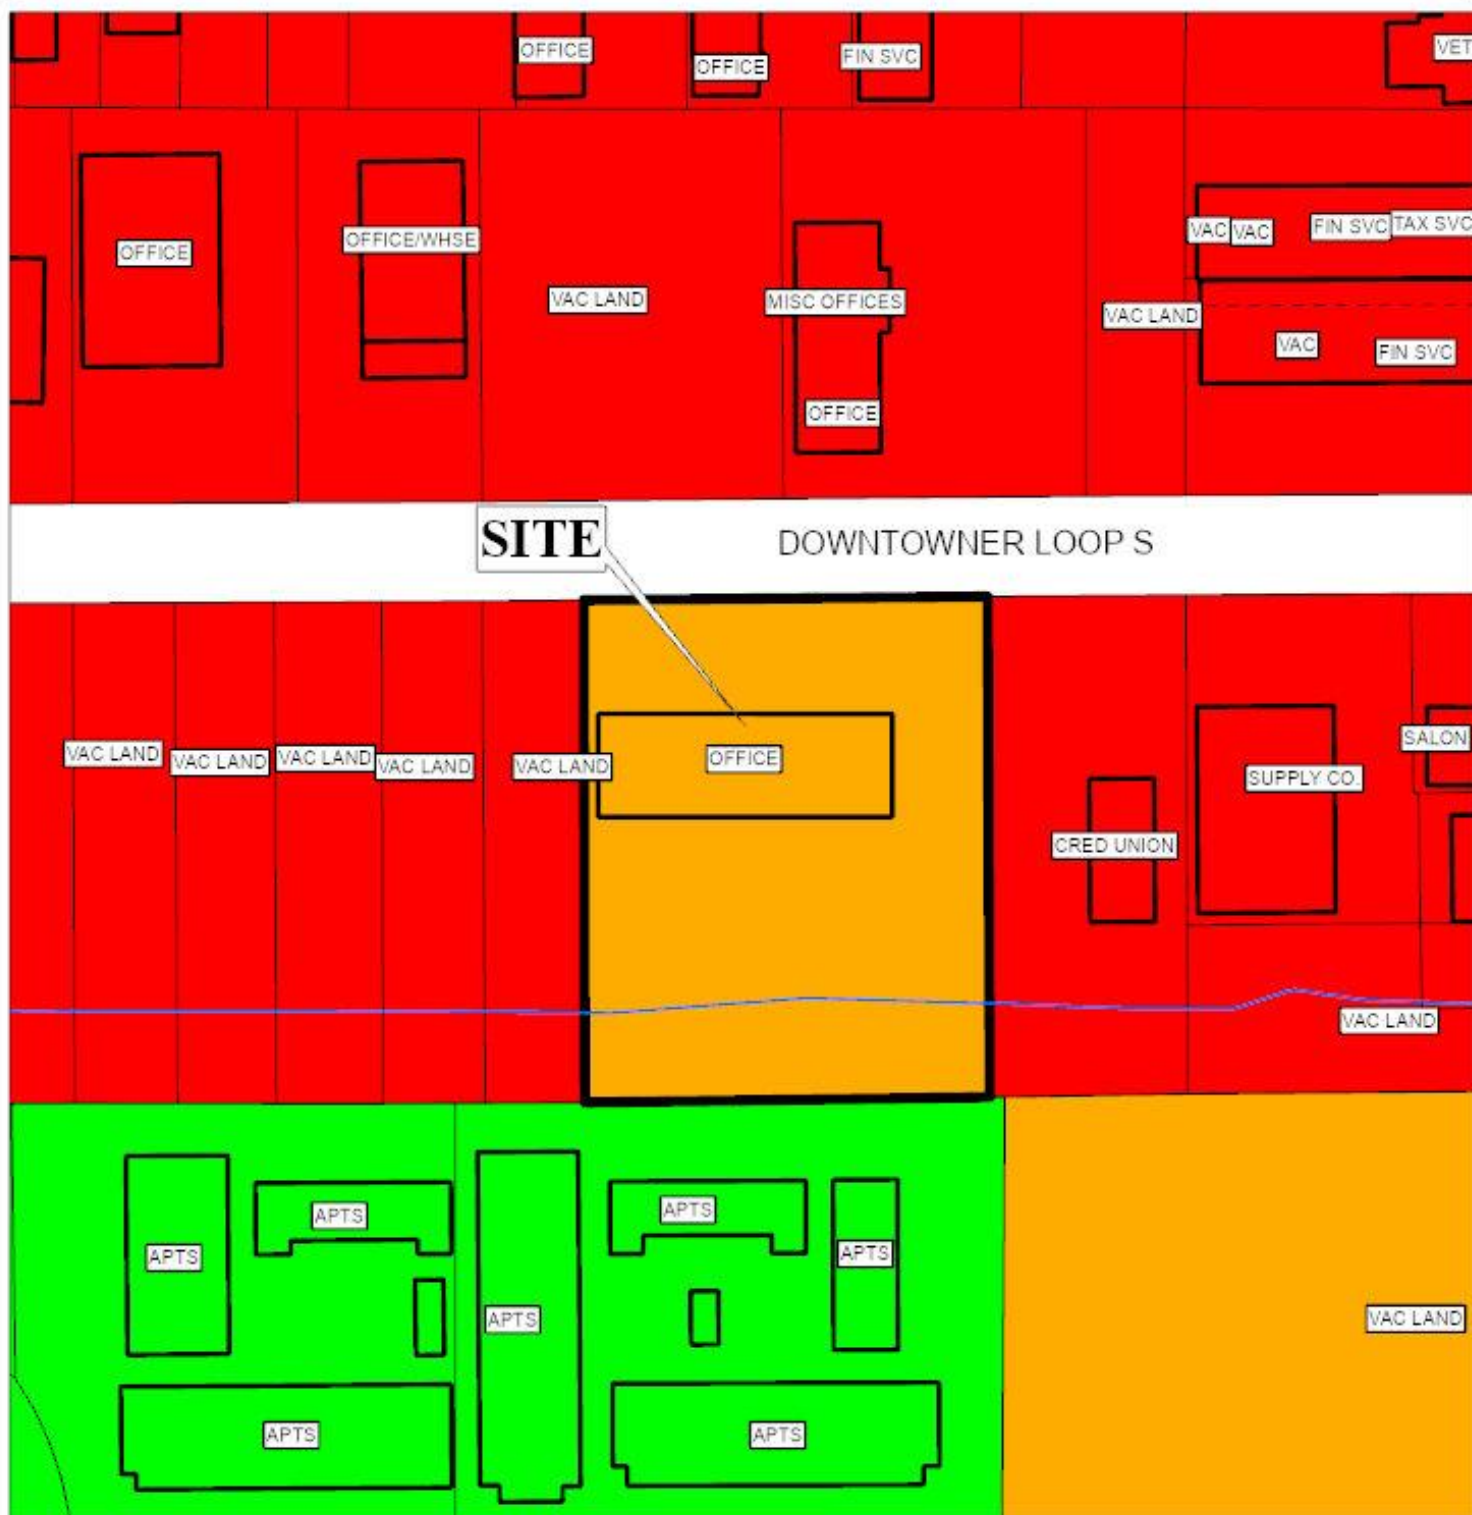 OFFICE
OFFICE
FIN SVC
VET
OFFICE
OFFICE/WHSE
VAC LAND
MISC OFFICES
OFFICE
VAC LAND
VAC
VAC
FIN SVC
TAX SVC
VAC
FIN SVC
SITE
DOWNTOWNER LOOP S
VAC LAND
VAC LAND
VAC LAND
VAC LAND
VAC LAND
OFFICE
CRED UNION
SUPPLY CO.
SALON
VAC LAND
APTS
APTS
APTS
APTS
APTS
APTS
APTS
VAC LAND